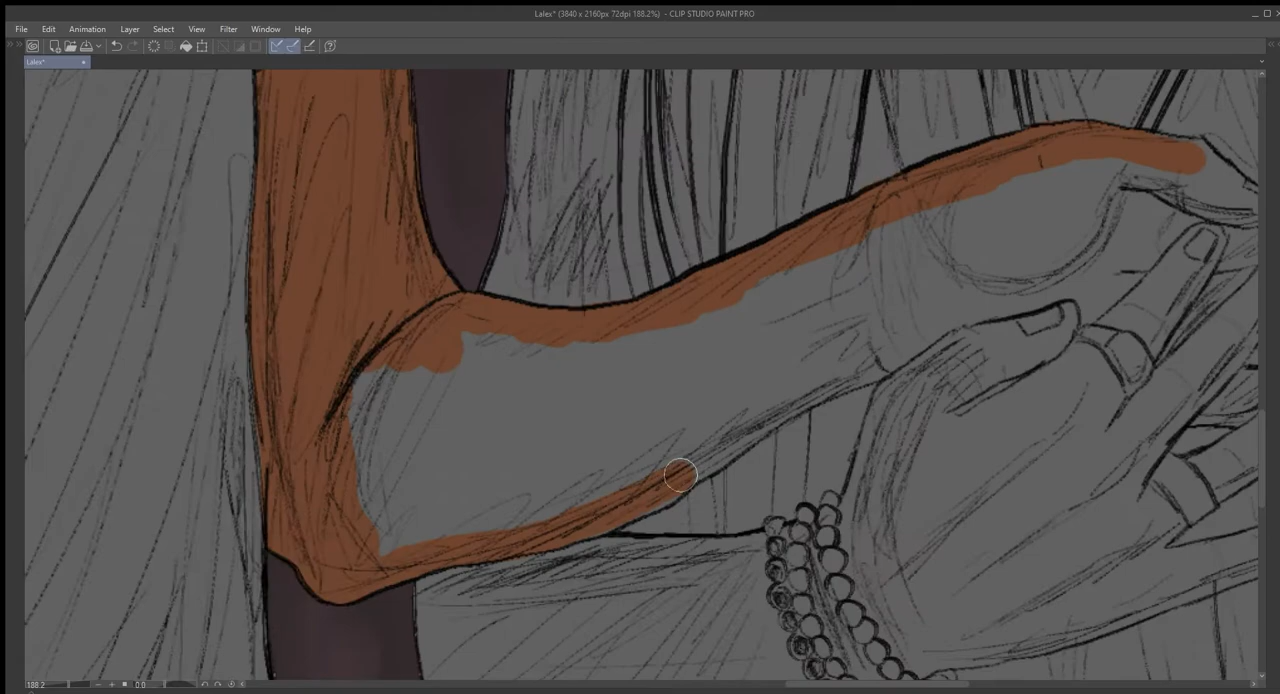 Lalex* (3840 x 2160px 72dpi 188.2%) - CLIP STUDIO PAINT PRO
File Edit Animation Layer Select View Filter Window Help
Lalex*
188.2 0.0